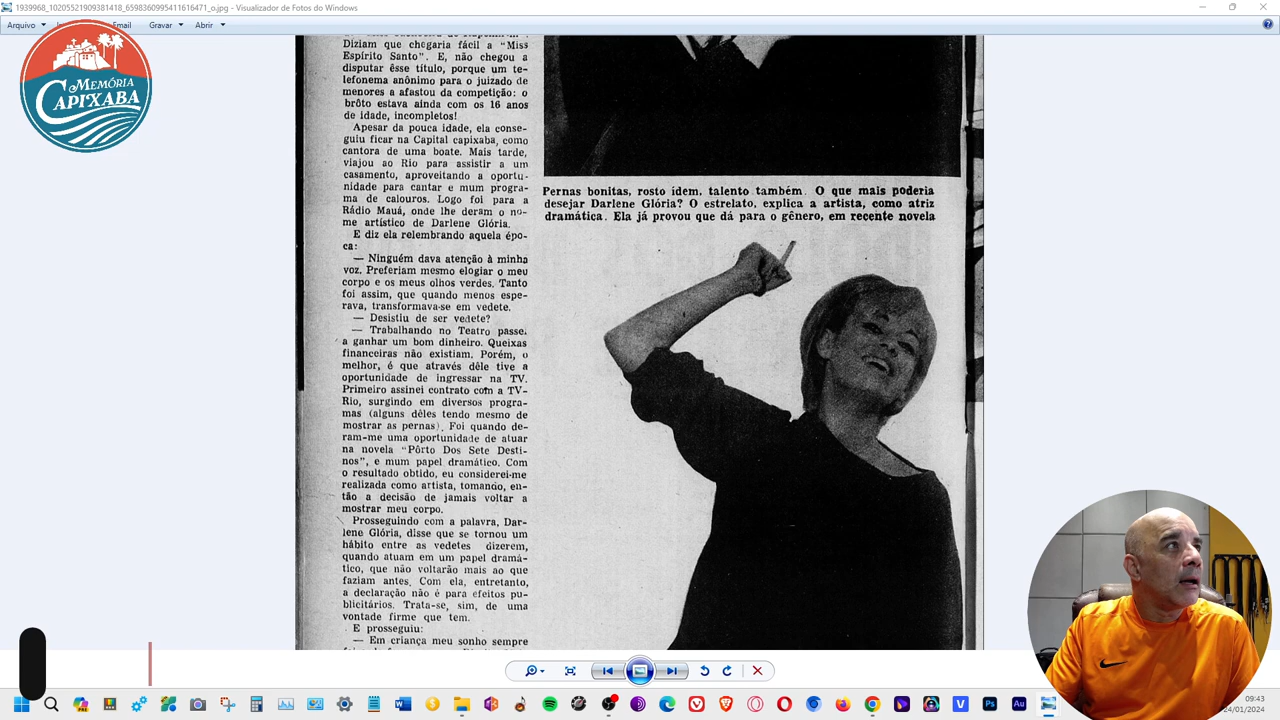 1939968_10205521909381418_6598360995411616471_o.jpg - Visualizador de Fotos do Windows
Arquivo
Email
Gravar
Abrir
MEMÓRIA
CAPIXABA
Diziam que chegaria fácil a “Miss
Espírito Santo”. E, não chegou a
disputar êsse título, porque um te-
lefonema anônimo para o juizado de
menores a afastou da competição: o
brôto estava ainda com os 16 anos
de idade, incompletos!
Apesar da pouca idade, ela conse-
guiu ficar na Capital capixaba, como
cantora de uma boate. Mais tarde,
viajou ao Rio para assistir a um
casamento, aproveitando a oportu-
nidade para cantar e mum progra-
ma de calouros. Logo foi para a
Rádio Mauá, onde lhe deram o no-
me artístico de Darlene Glória.
E diz ela relembrando aquela épo-
ca:
— Ninguém dava atenção à minha
voz. Preferiam mesmo elogiar o meu
corpo e os meus olhos verdes. Tanto
foi assim, que quando menos espe-
rava, transformava-se em vedete.
— Desistiu de ser vedete?
— Trabalhando no Teatro passei
a ganhar um bom dinheiro. Queixas
financeiras não existiam. Porém, o
melhor, é que através dêle tive a
oportunidade de ingressar na TV.
Primeiro assinei contrato com a TV-
Rio, surgindo em diversos progra-
mas (alguns dêles tendo mesmo de
mostrar as pernas). Foi quando de-
ram-me uma oportunidade de atuar
na novela “Pôrto Dos Sete Desti-
nos”, e mum papel dramático. Com
o resultado obtido, eu considerei-me
realizada como artista, tomando, en-
tão a decisão de jamais voltar a
mostrar meu corpo.
Prosseguindo com a palavra, Dar-
lene Glória, disse que se tornou um
hábito entre as vedetes dizerem,
quando atuam em um papel dramá-
tico, que não voltarão mais ao que
faziam antes. Com ela, entretanto,
a declaração não é para efeitos pu-
blicitários. Trata-se, sim, de uma
vontade firme que tem.
E prosseguiu:
— Em criança meu sonho sempre
Pernas bonitas, rosto idem, talento também. O que mais poderia
desejar Darlene Glória? O estrelato, explica a artista, como atriz
dramática. Ela já provou que dá para o gênero, em recente novela
09:43
24/01/2024